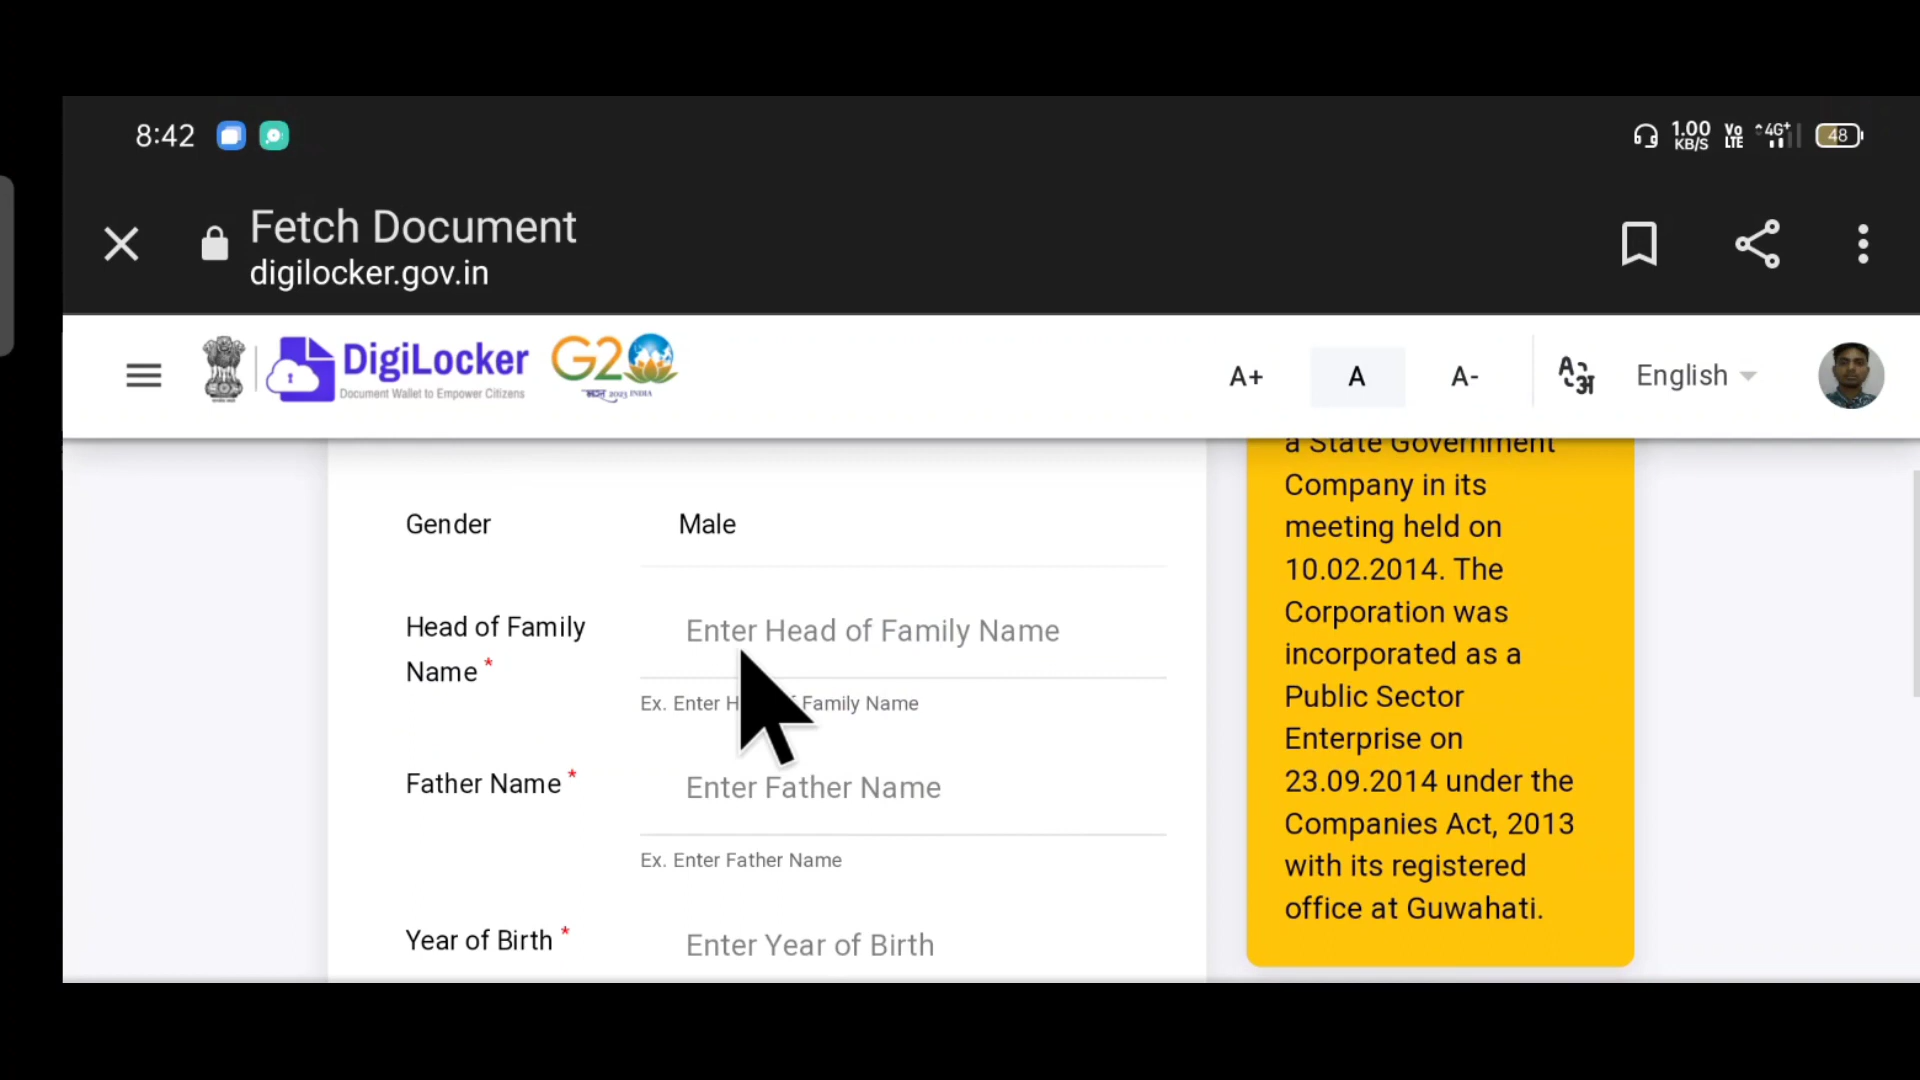 8:42
1.00
KB/S
Vo
LTE
4G+
48
Fetch Document
digilocker.gov.in
DigiLocker
Document Wallet to Empower Citizens
G20
भारत 2023 INDIA
A+
A
A-
English
Gender
Male
Head of Family
Name *
Enter Head of Family Name
Ex. Enter H Family Name
Father Name *
Enter Father Name
Ex. Enter Father Name
Year of Birth *
Enter Year of Birth
a State Government
Company in its
meeting held on
10.02.2014. The
Corporation was
incorporated as a
Public Sector
Enterprise on
23.09.2014 under the
Companies Act, 2013
with its registered
office at Guwahati.